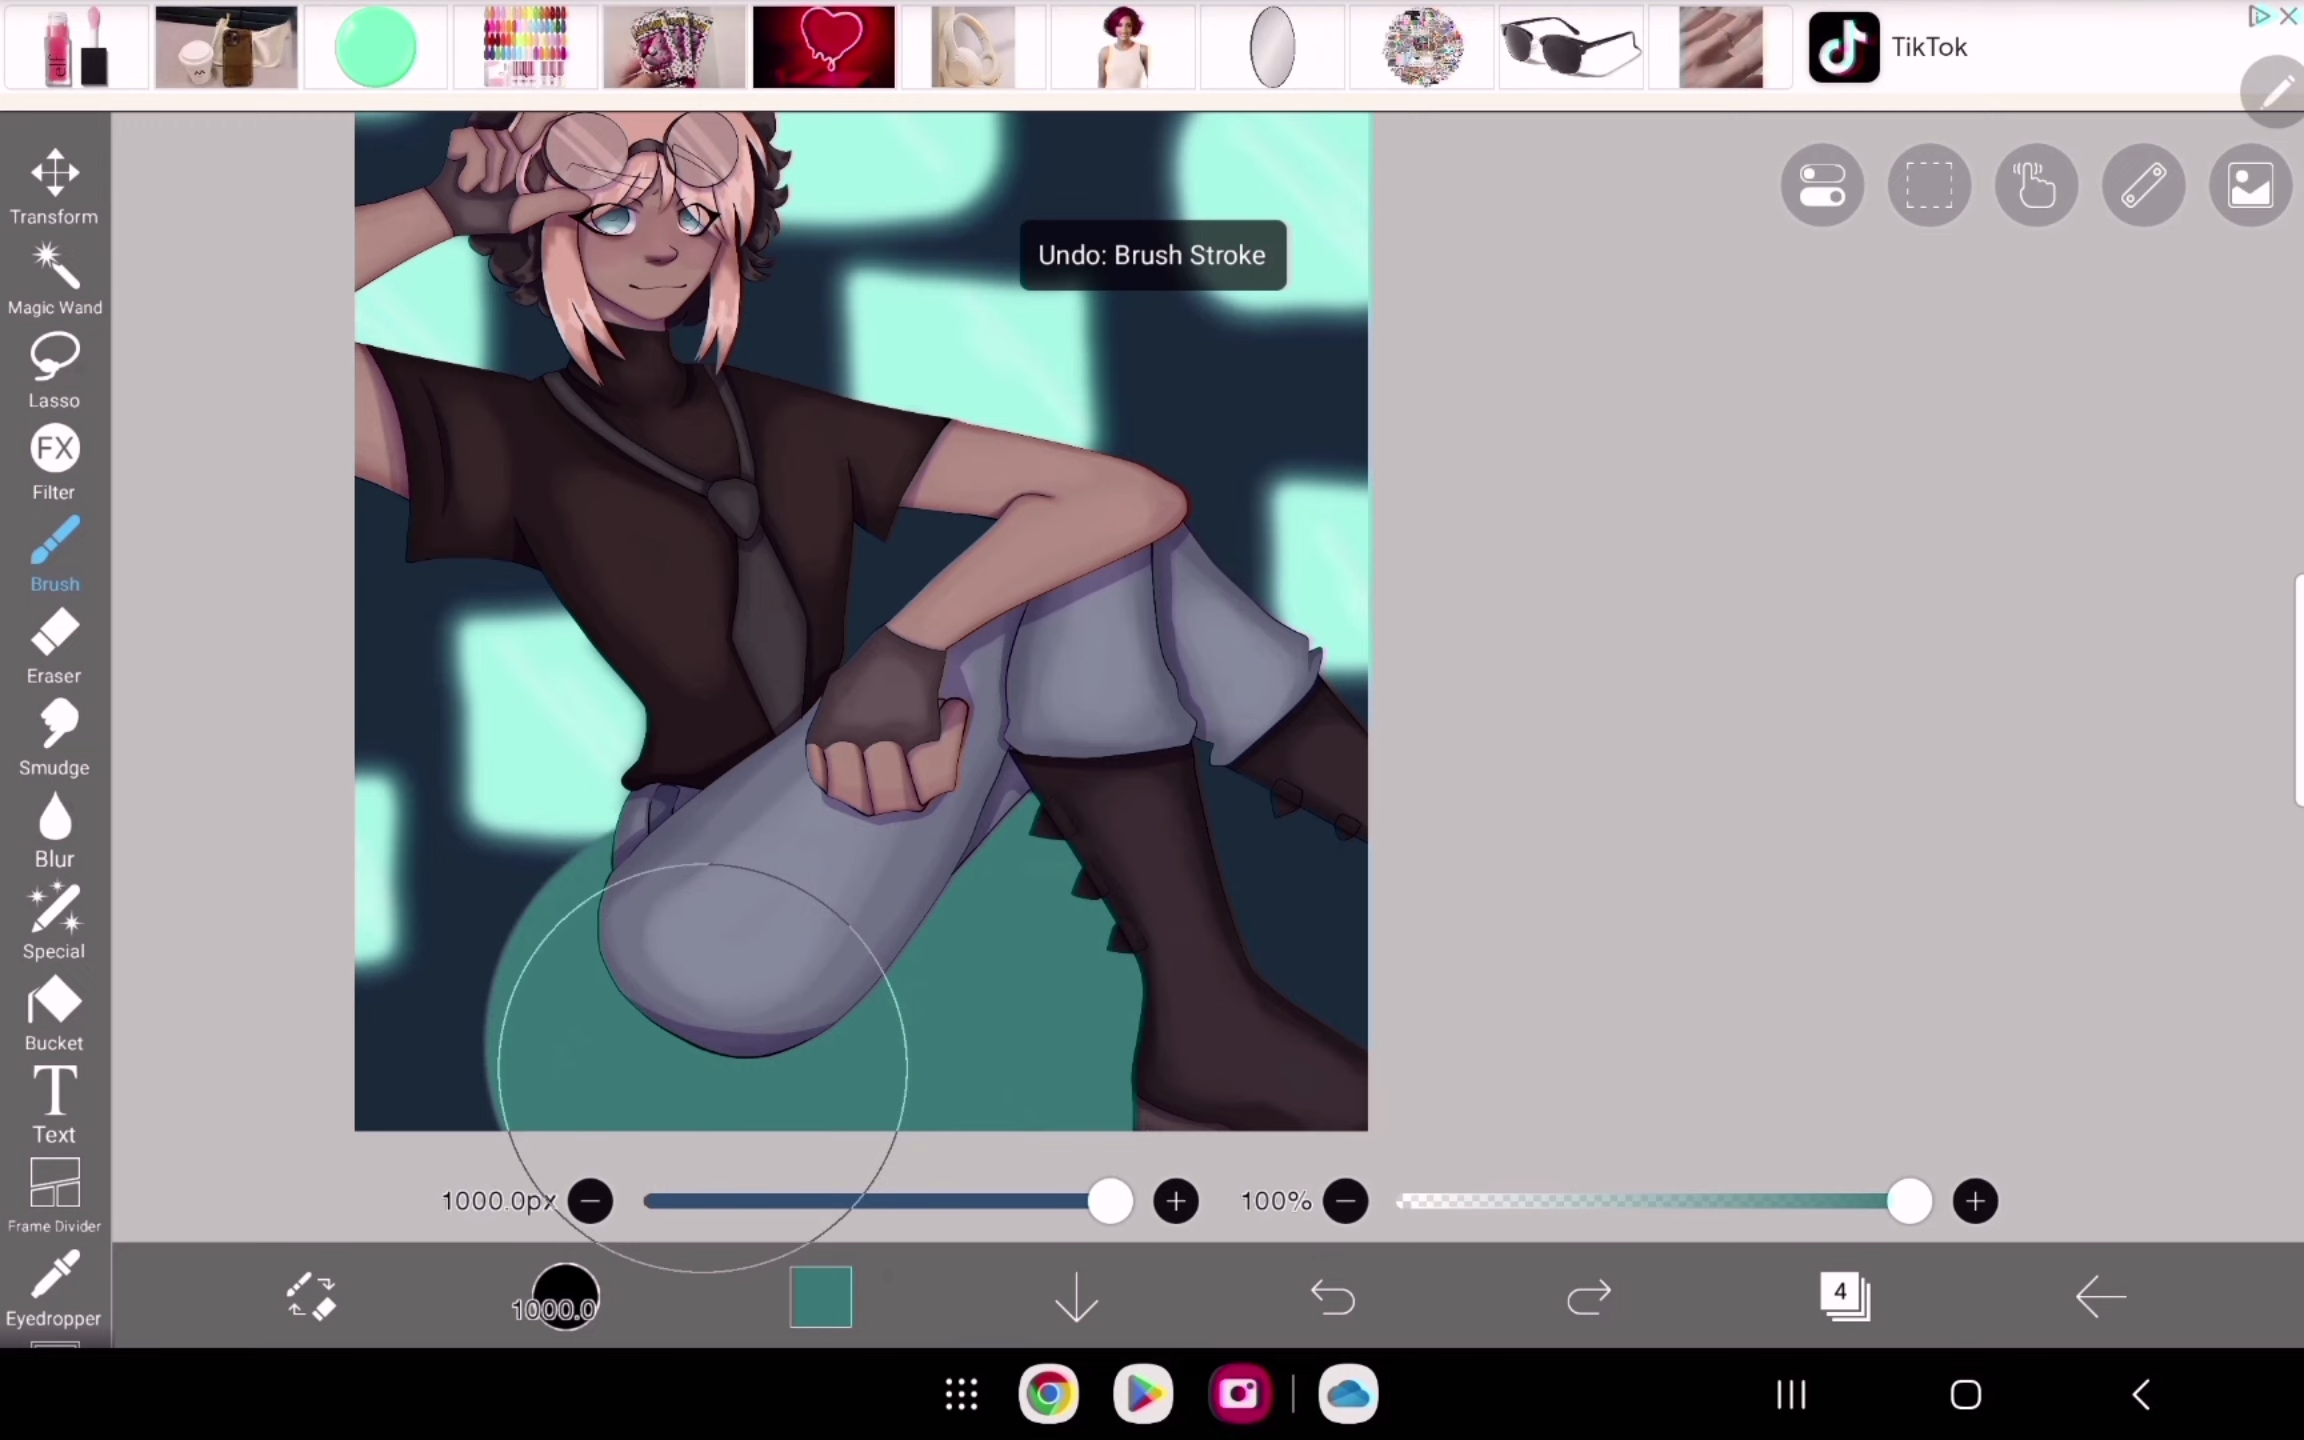 elf
TikTok
Transform
Undo: Brush Stroke
Magic Wand
Lasso
FX
Filter
Brush
Eraser
Smudge
Blur
Special
Bucket
T
Text
1000.0px
100%
Frame Divider
1000.0
4
Eyedropper